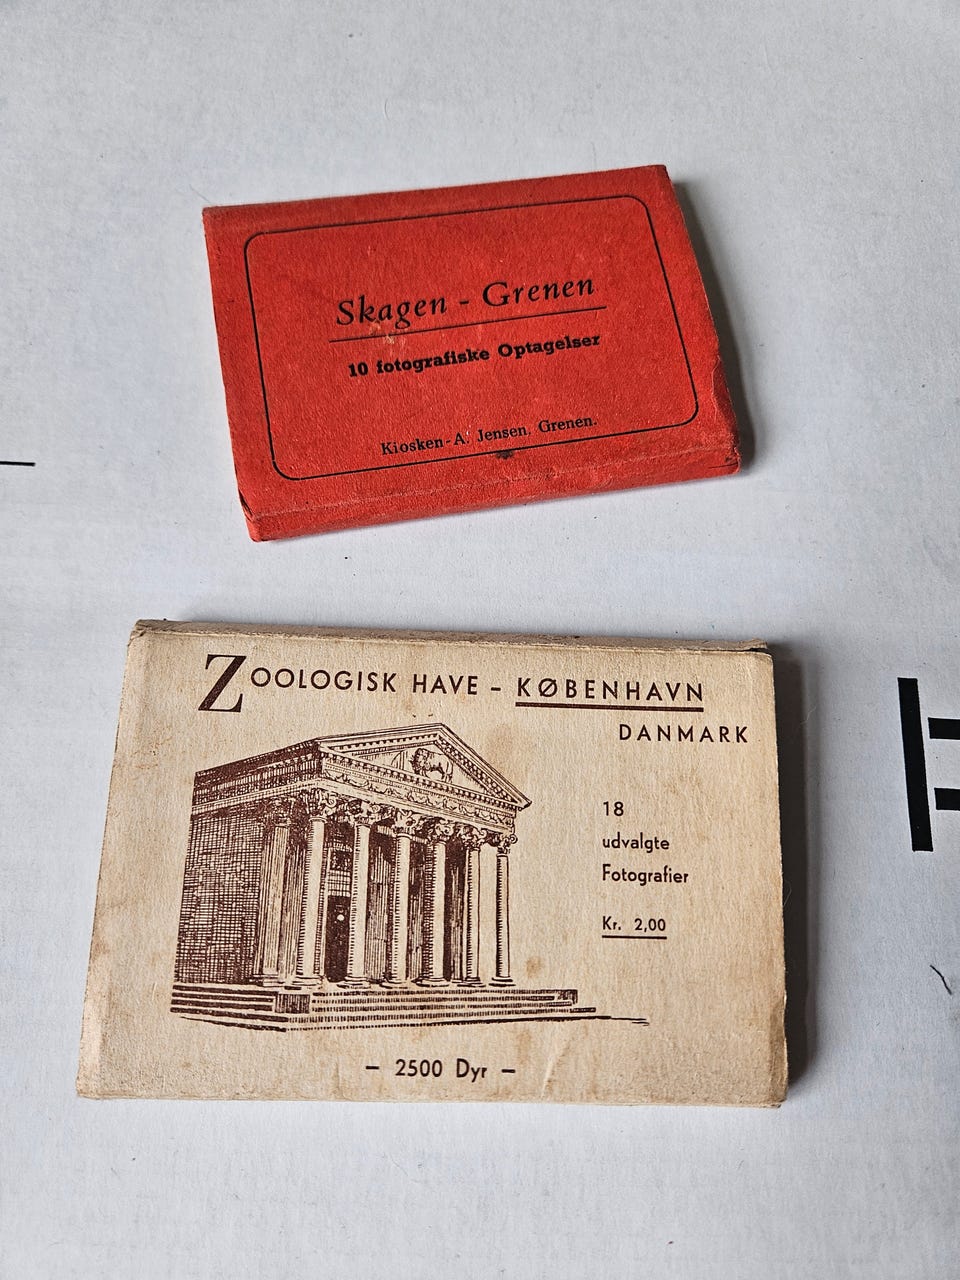 Skagen - Grenen
10 fotografiske Optagelser
Kiosken - A. Jensen. Grenen.
ZOOLOGISK HAVE - KØBENHAVN
DANMARK
18
udvalgte
Fotografier
Kr. 2,00
- 2500 Dyr -